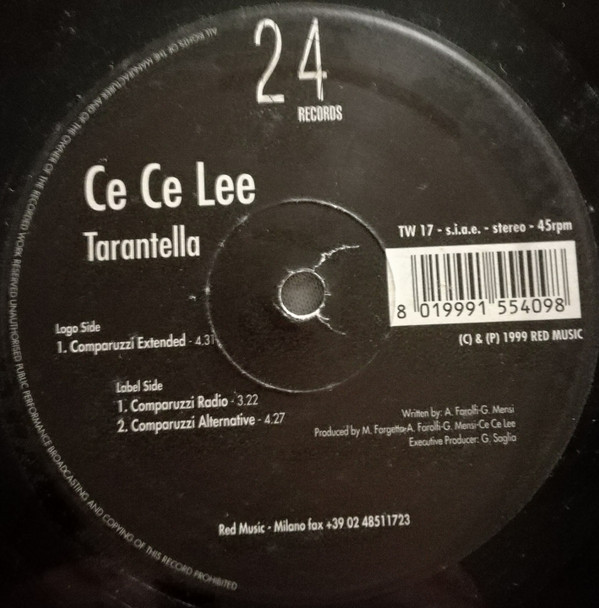 24
RECORDS
Ce Ce Lee
Tarantella
TW 17 - s.i.a.e. - stereo - 45rpm
8 019991 554098
(C) & (P) 1999 RED MUSIC
Logo Side
1. Comparuzzi Extended - 4.31
Label Side
1. Comparuzzi Radio - 3.22
2. Comparuzzi Alternative - 4.27
Written by: A. Farolfi-G. Mensi
Produced by M. Forgetta-A. Farolfi-G. Mensi-Ce Ce Lee
Executive Producer: G. Saglia
Red Music - Milano fax +39 02 48511723
ALL RIGHTS OF THE MANUFACTURER AND OF THE OWNER OF THE RECORDED WORK RESERVED UNAUTHORISED PUBLIC PERFORMANCE BROADCASTING AND COPYING OF THIS RECORD PROHIBITED